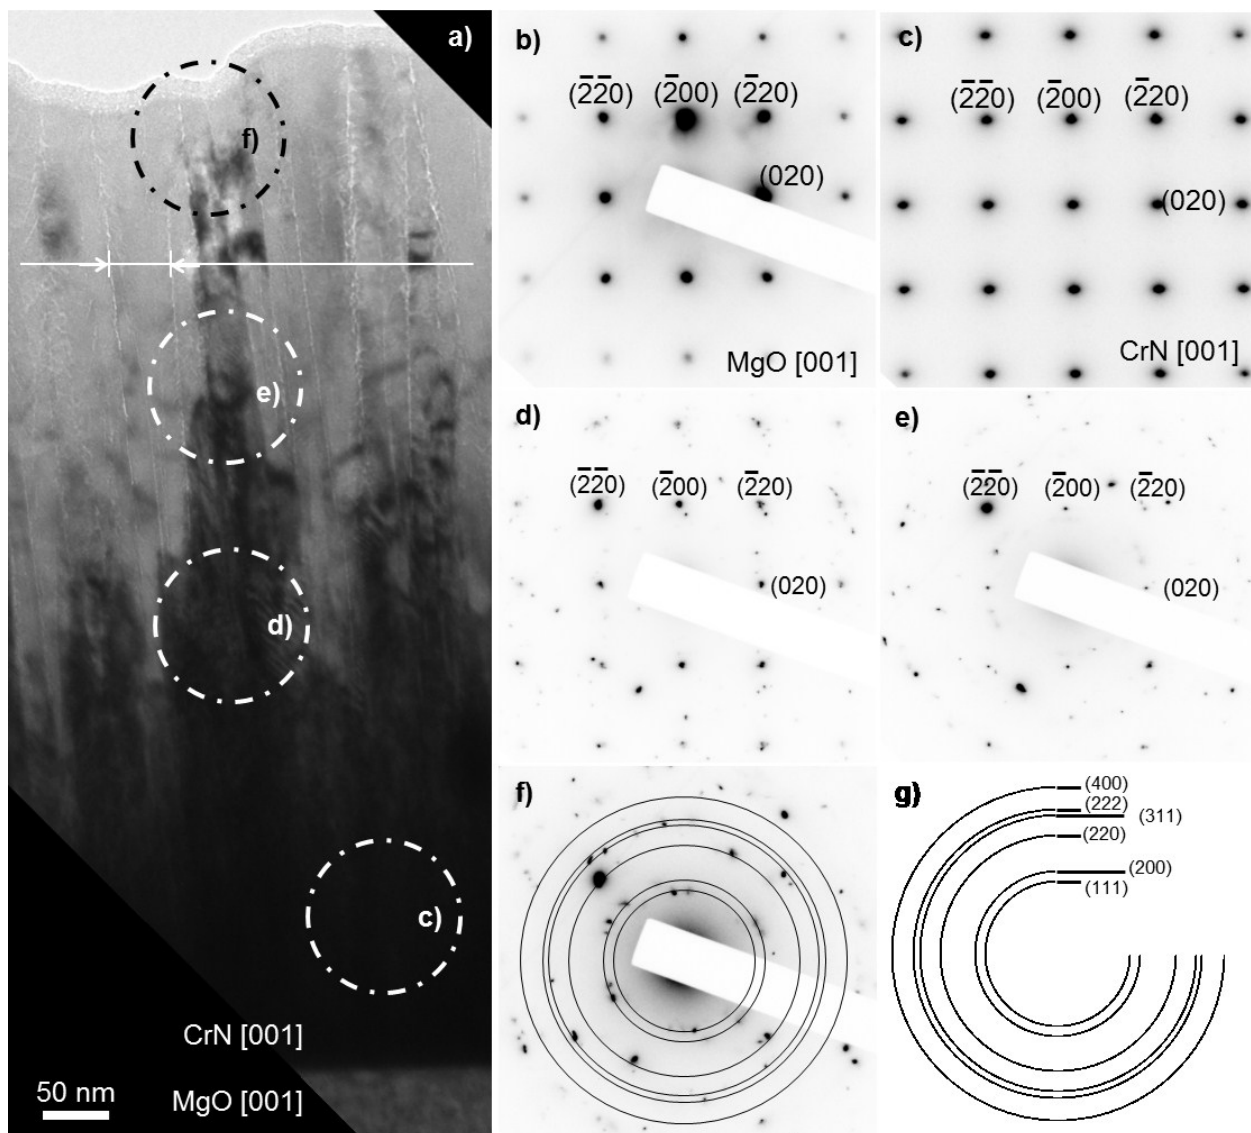 a)
f)
e)
d)
c)
CrN [001]
50 nm
MgO [001]
b)
(2̅2̅0) (2̅00) (2̅20)
(020)
MgO [001]
c)
(2̅2̅0) (2̅00) (2̅20)
(020)
CrN [001]
d)
(2̅2̅0) (2̅00) (2̅20)
(020)
e)
(2̅2̅0) (2̅00) (2̅20)
(020)
f)
g)
(400)
(222)
(311)
(220)
(200)
(111)